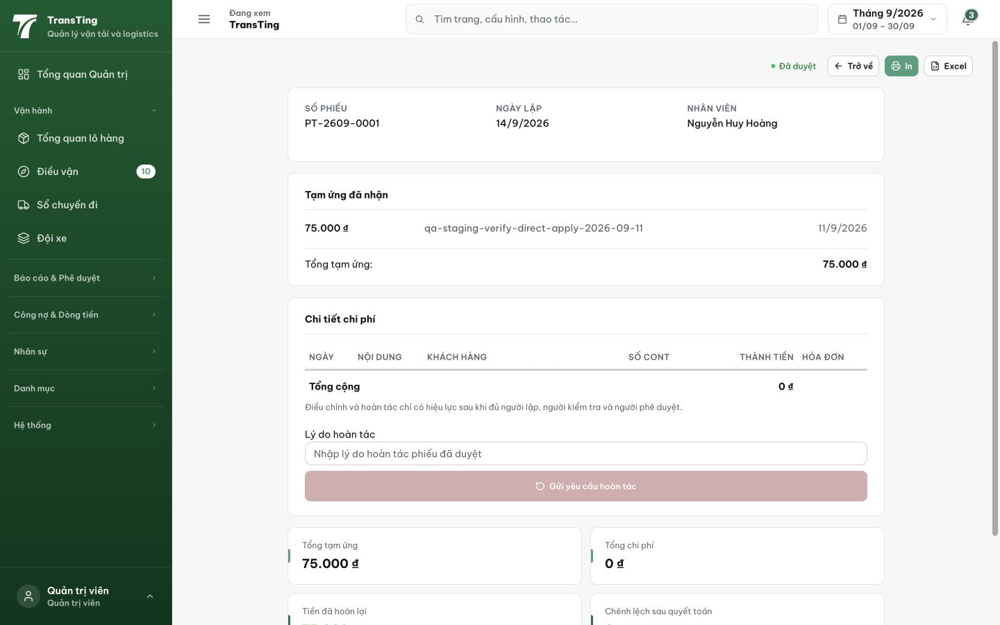 TransTing
Quản lý vận tải và logistics
Tổng quan Quản trị
Vận hành
Tổng quan lô hàng
Điều vận
10
Sổ chuyến đi
Đội xe
Báo cáo & Phê duyệt
Công nợ & Dòng tiền
Nhân sự
Danh mục
Hệ thống
Quản trị viên
Quản trị viên
Đang xem
TransTing
Tìm trang, cấu hình, thao tác...
Tháng 9/2026
01/09 – 30/09
3
Đã duyệt
Trở về
In
Excel
SỐ PHIẾU
PT-2609-0001
NGÀY LẬP
14/9/2026
NHÂN VIÊN
Nguyễn Huy Hoàng
Tạm ứng đã nhận
75.000 ₫ qa-staging-verify-direct-apply-2026-09-11 11/9/2026
Tổng tạm ứng: 75.000 ₫
Chi tiết chi phí
NGÀY NỘI DUNG KHÁCH HÀNG SỐ CONT THÀNH TIỀN HÓA ĐƠN
Tổng cộng 0 ₫
Điều chỉnh và hoàn tác chỉ có hiệu lực sau khi đủ người lập, người kiểm tra và người phê duyệt.
Lý do hoàn tác
Nhập lý do hoàn tác phiếu đã duyệt
Gửi yêu cầu hoàn tác
Tổng tạm ứng
75.000 ₫
Tổng chi phí
0 ₫
Tiền đã hoàn lại
Chênh lệch sau quyết toán